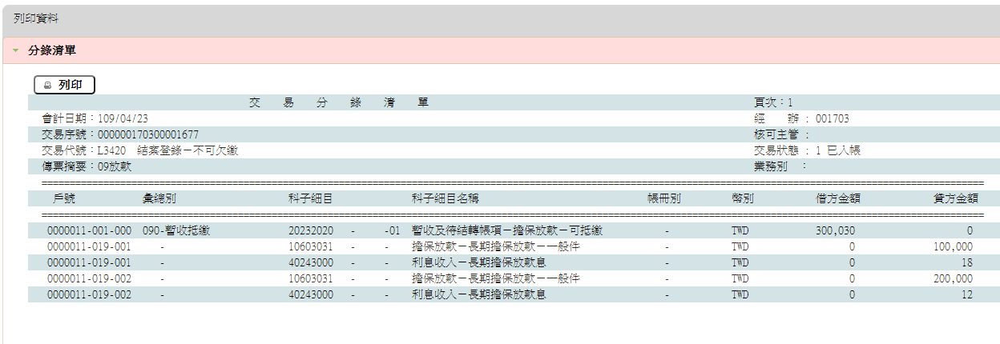 列印資料
分錄清單
列印
交 易 分 錄 清 單 頁次：1
會計日期：109/04/23 經 辦 : 001703
交易序號：000000170300001677 核可主管 :
交易代號：L3420 結案登錄－不可欠繳 交易狀態 : 1 已入帳
傳票摘要：09放款 業務別 :
戶號 彙總別 科子細目 科子細目名稱 帳冊別 幣別 借方金額 貸方金額
0000011-001-000 090-暫收抵繳 20232020 - -01 暫收及待結轉帳項－擔保放款－可抵繳 - TWD 300,030 0
0000011-019-001 - 10603031 - - 擔保放款－長期擔保放款－一般件 - TWD 0 100,000
0000011-019-001 - 40243000 - - 利息收入－長期擔保放款息 - TWD 0 18
0000011-019-002 - 10603031 - - 擔保放款－長期擔保放款－一般件 - TWD 0 200,000
0000011-019-002 - 40243000 - - 利息收入－長期擔保放款息 - TWD 0 12